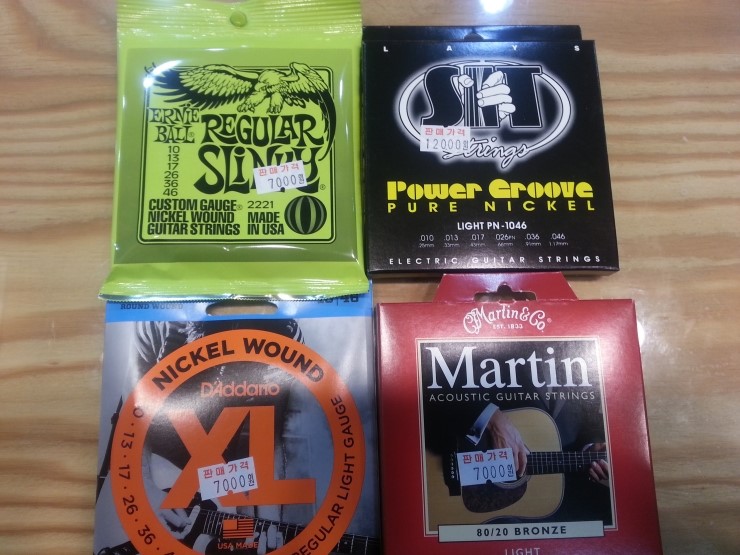 ERNIE BALL®
REGULAR
SLINKY
10
13
17
26
36
46
판매가격
7000원
CUSTOM GAUGE®
NICKEL WOUND
GUITAR STRINGS
2221
MADE
IN USA
L A Y S
SIT
Strings
판매가격
12000원
Power Groove
PURE NICKEL
LIGHT PN-1046
.010 .013 .017 .026PN .036 .046
ELECTRIC GUITAR STRINGS
ROUND WOUND
NICKEL WOUND
D'Addario
XL
판매가격
7000원
13 · 17 · 26 · 36 ·
REGULAR LIGHT GAUGE
USA MADE
Martin & Co.
EST. 1833
Martin
ACOUSTIC GUITAR STRINGS
판매가격
7000원
80/20 BRONZE
LIGHT